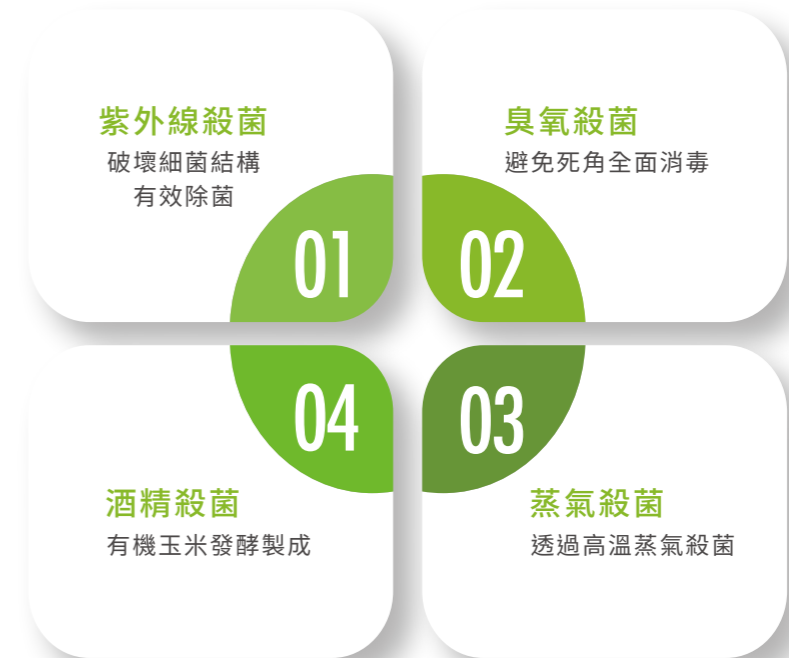 紫外線殺菌
破壞細菌結構
有效除菌
01
臭氧殺菌
避免死角全面消毒
02
03
蒸氣殺菌
透過高溫蒸氣殺菌
04
酒精殺菌
有機玉米發酵製成